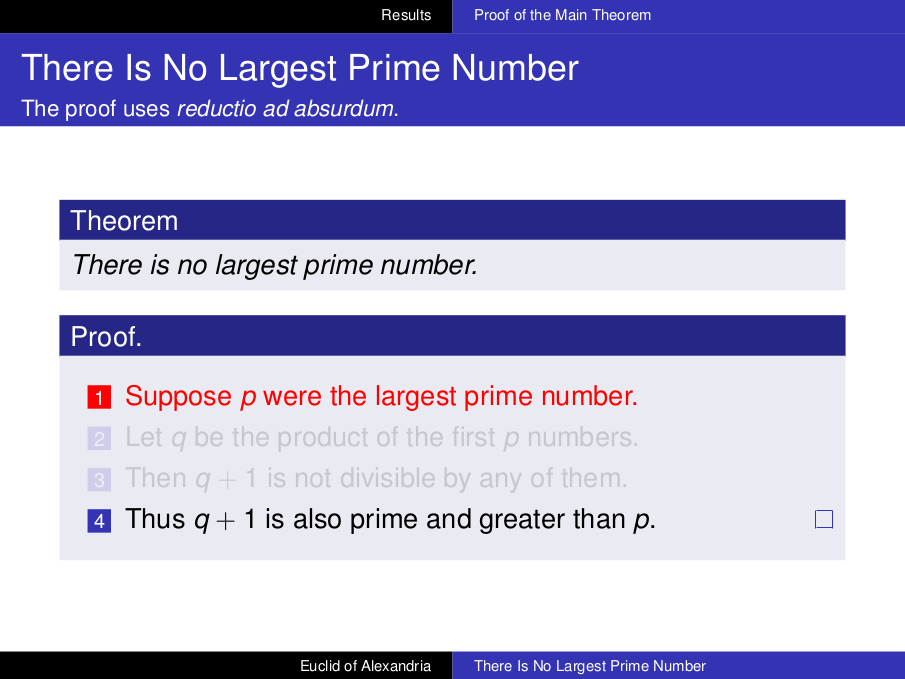 Results Proof of the Main Theorem
There Is No Largest Prime Number
The proof uses reductio ad absurdum.
Theorem
There is no largest prime number.
Proof.
1 Suppose p were the largest prime number.
2 Let q be the product of the first p numbers.
3 Then q + 1 is not divisible by any of them.
4 Thus q + 1 is also prime and greater than p. □
Euclid of Alexandria There Is No Largest Prime Number